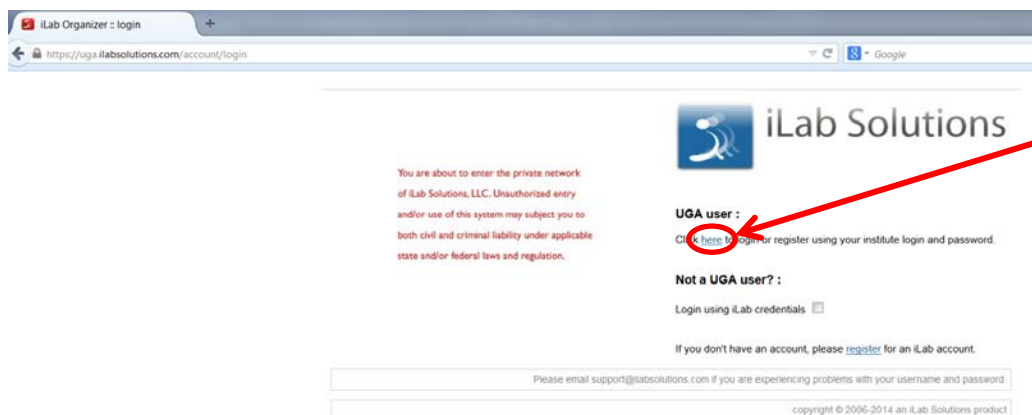 iLab Organizer :: login
+
https://uga.ilabsolutions.com/account/login
8 Google
iLab Solutions
You are about to enter the private network
of iLab Solutions, LLC. Unauthorized entry
and/or use of this system may subject you to
both civil and criminal liability under applicable
state and/or federal laws and regulation.
UGA user :
Click here to login or register using your institute login and password.
Not a UGA user? :
Login using iLab credentials
If you don't have an account, please register for an iLab account.
Please email support@ilabsolutions.com if you are experiencing problems with your username and password.
copyright © 2006-2014 an iLab Solutions product